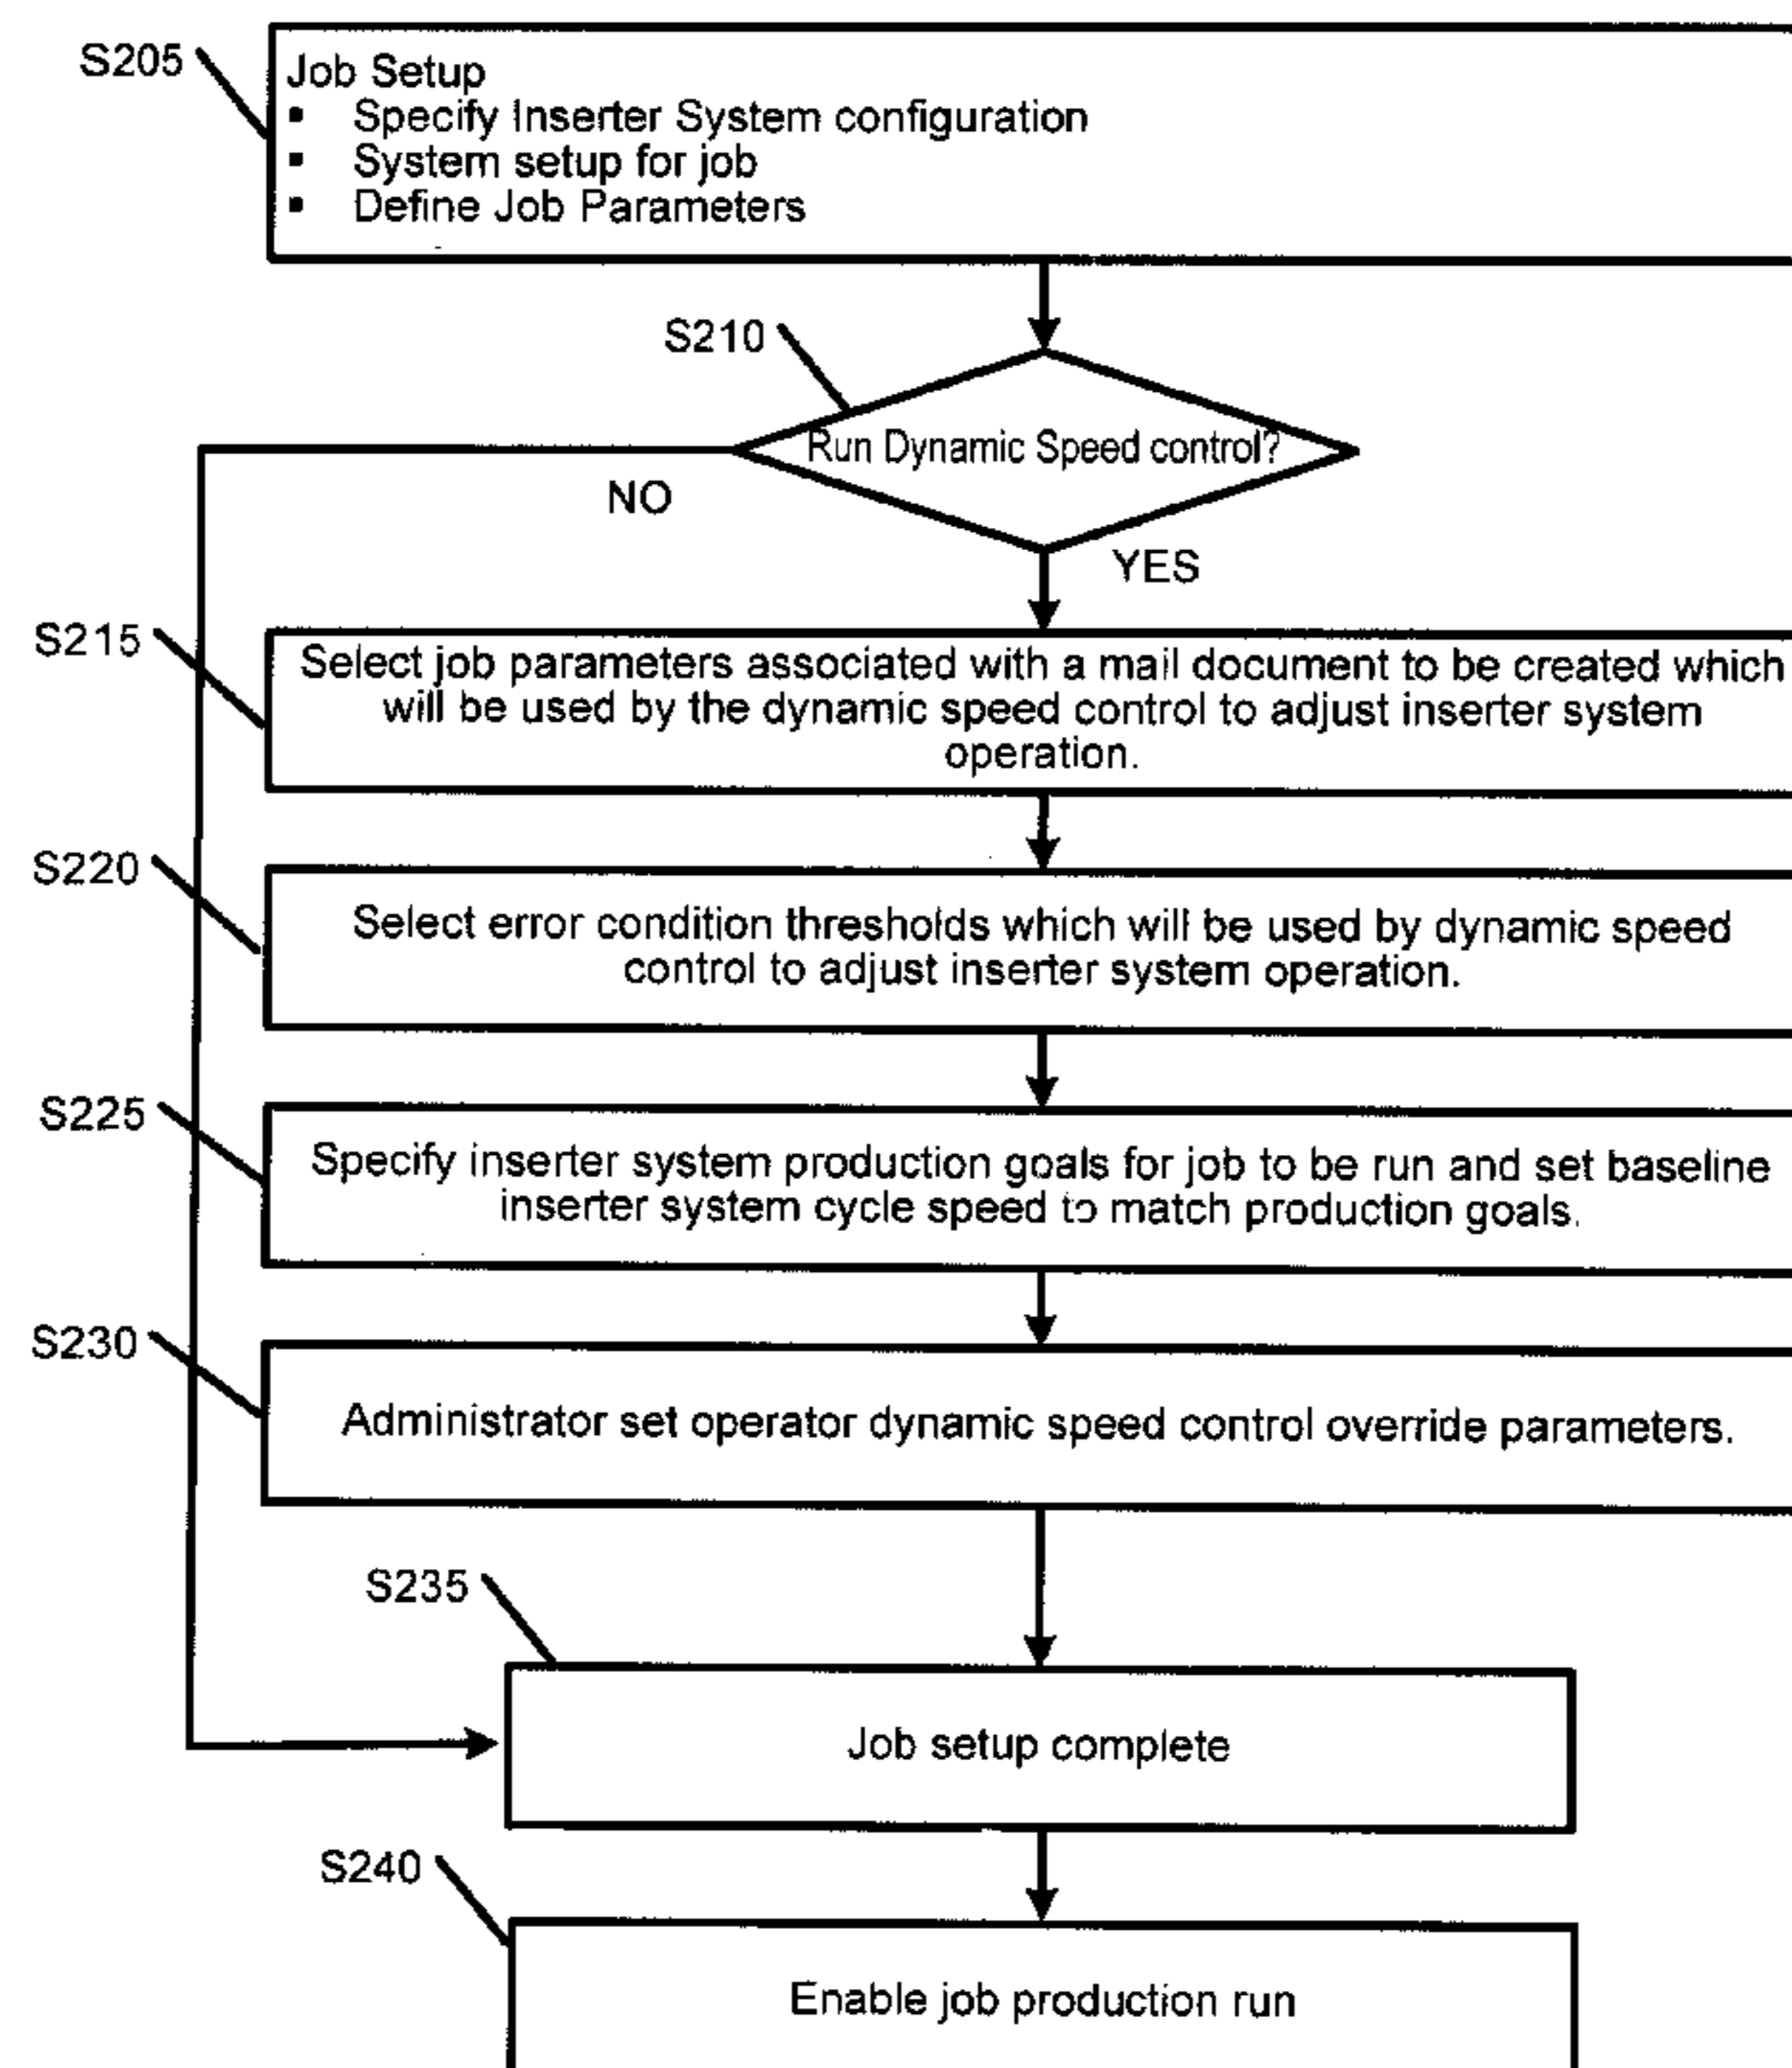 S205
Job Setup
▪ Specify Inserter System configuration
▪ System setup for job
▪ Define Job Parameters
S210
Run Dynamic Speed control?
NO
YES
S215
Select job parameters associated with a mail document to be created which
will be used by the dynamic speed control to adjust inserter system
operation.
S220
Select error condition thresholds which will be used by dynamic speed
control to adjust inserter system operation.
S225
Specify inserter system production goals for job to be run and set baseline
inserter system cycle speed to match production goals.
S230
Administrator set operator dynamic speed control override parameters.
S235
Job setup complete
S240
Enable job production run